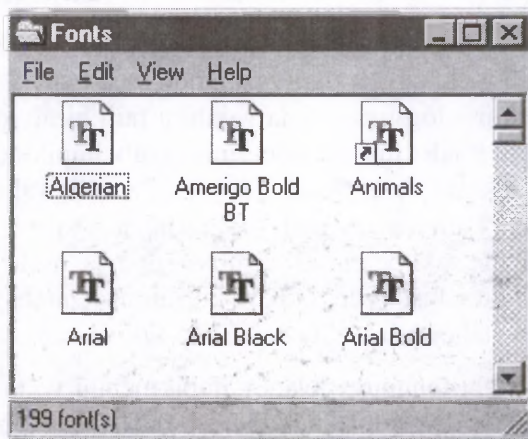 Fonts
File Edit View Help
Algerian Amerigo Bold BT Animals
Arial Arial Black Arial Bold
199 font(s)